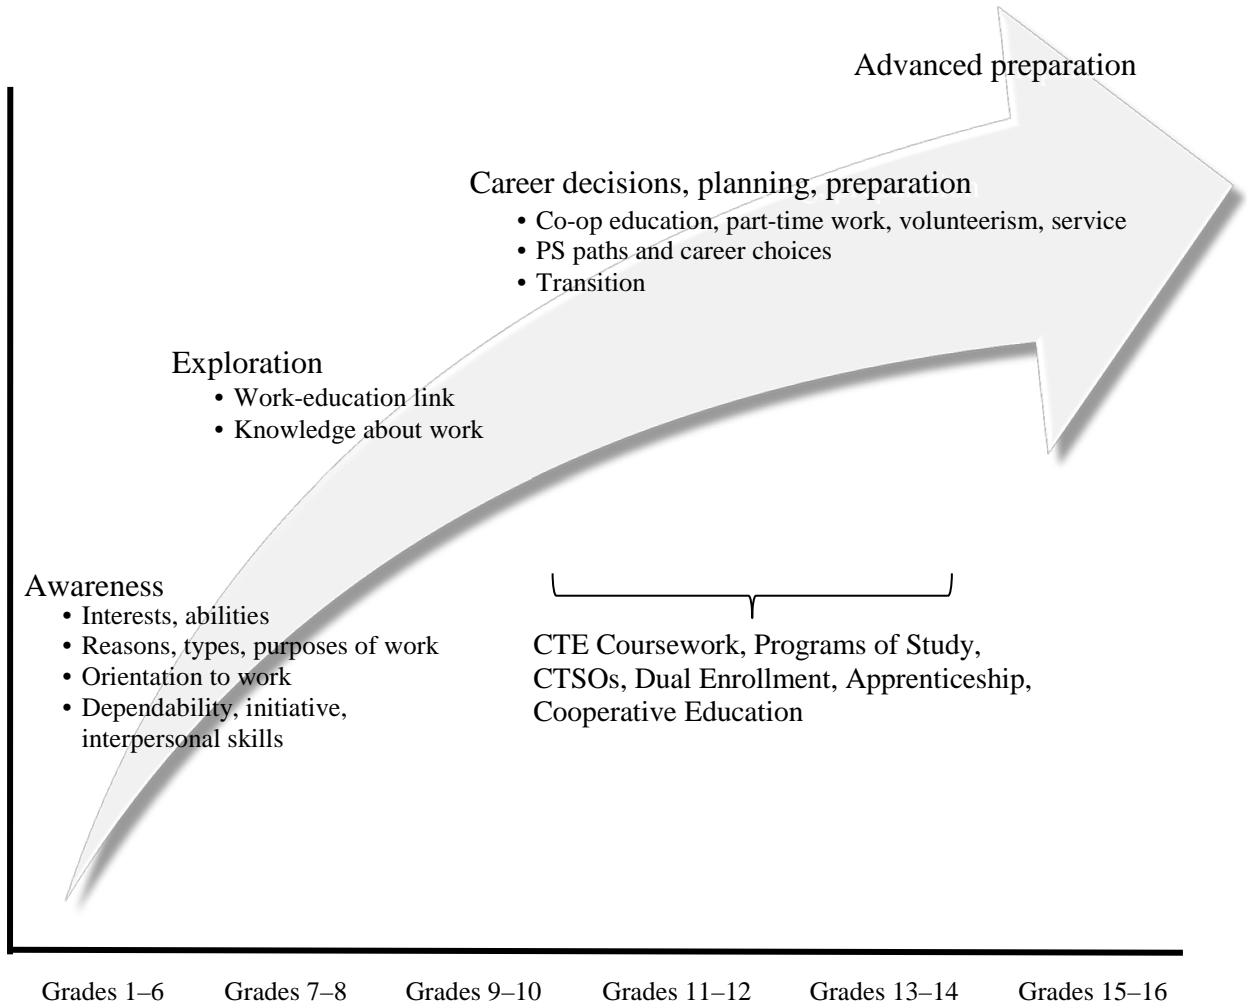 Advanced preparation
Career decisions, planning, preparation
• Co-op education, part-time work, volunteerism, service
• PS paths and career choices
• Transition
Exploration
• Work-education link
• Knowledge about work
Awareness
• Interests, abilities
• Reasons, types, purposes of work
• Orientation to work
• Dependability, initiative,
interpersonal skills
CTE Coursework, Programs of Study,
CTSOs, Dual Enrollment, Apprenticeship,
Cooperative Education
Grades 1–6 Grades 7–8 Grades 9–10 Grades 11–12 Grades 13–14 Grades 15–16